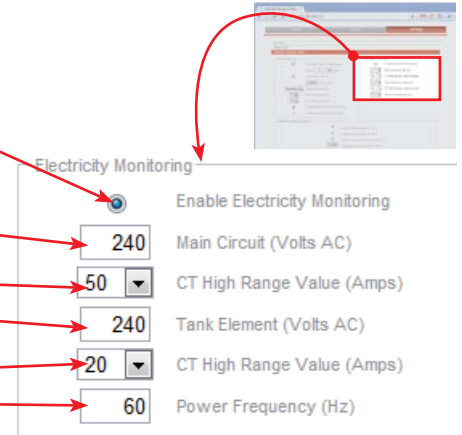 Electricity Monitoring
Enable Electricity Monitoring
240 Main Circuit (Volts AC)
50 CT High Range Value (Amps)
240 Tank Element (Volts AC)
20 CT High Range Value (Amps)
60 Power Frequency (Hz)